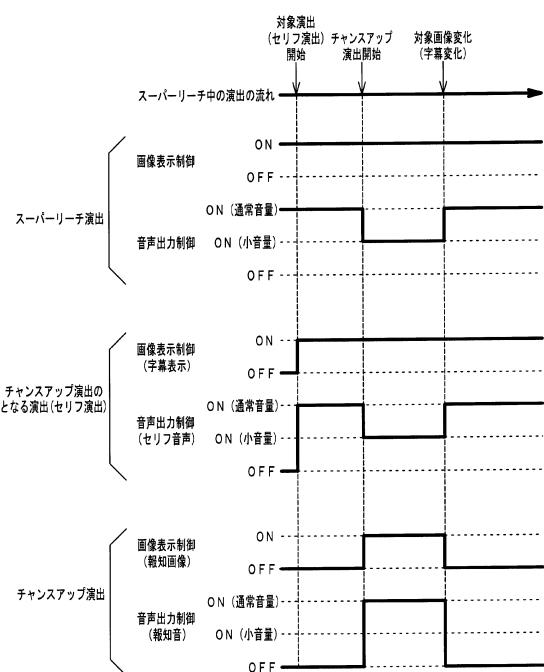 対象演出
(セリフ演出)
開始
チャンスアップ
演出開始
対象画像変化
(字幕変化)
スーパーリーチ中の演出の流れ
スーパーリーチ演出
画像表示制御
ON
OFF
音声出力制御
ON(通常音量)
ON(小音量)
OFF
チャンスアップ演出の
となる演出(セリフ演出)
画像表示制御
(字幕表示)
ON
OFF
音声出力制御
(セリフ音声)
ON(通常音量)
ON(小音量)
OFF
チャンスアップ演出
画像表示制御
(報知画像)
ON
OFF
音声出力制御
(報知音)
ON(通常音量)
ON(小音量)
OFF